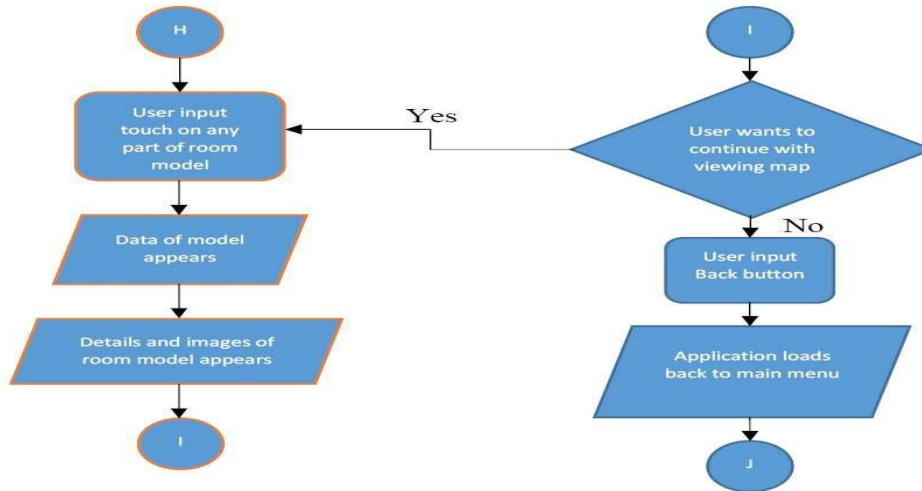 H
User input
touch on any
part of room
model
Data of model
appears
Details and images of
room model appears
I
I
User wants to
continue with
viewing map
Yes
No
User input
Back button
Application loads
back to main menu
J